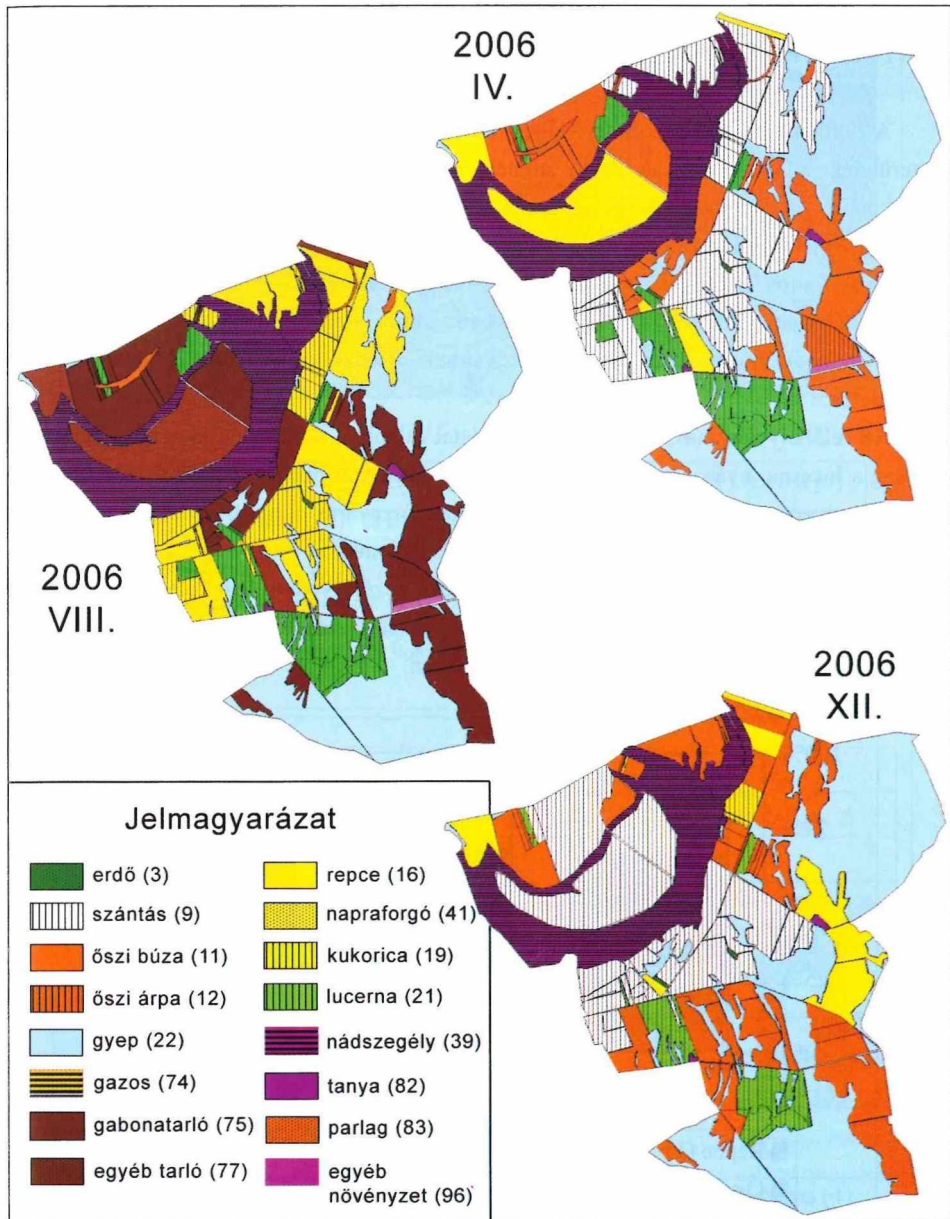 2006
IV.
2006
VIII.
2006
XII.
Jelmagyarázat
erdő (3)
szántás (9)
őszi búza (11)
őszi árpa (12)
gyep (22)
gazos (74)
gabonatarló (75)
egyéb tarló (77)
repce (16)
napraforgó (41)
kukorica (19)
lucerna (21)
nádszegély (39)
tanya (82)
parlag (83)
egyéb
növényzet (96)